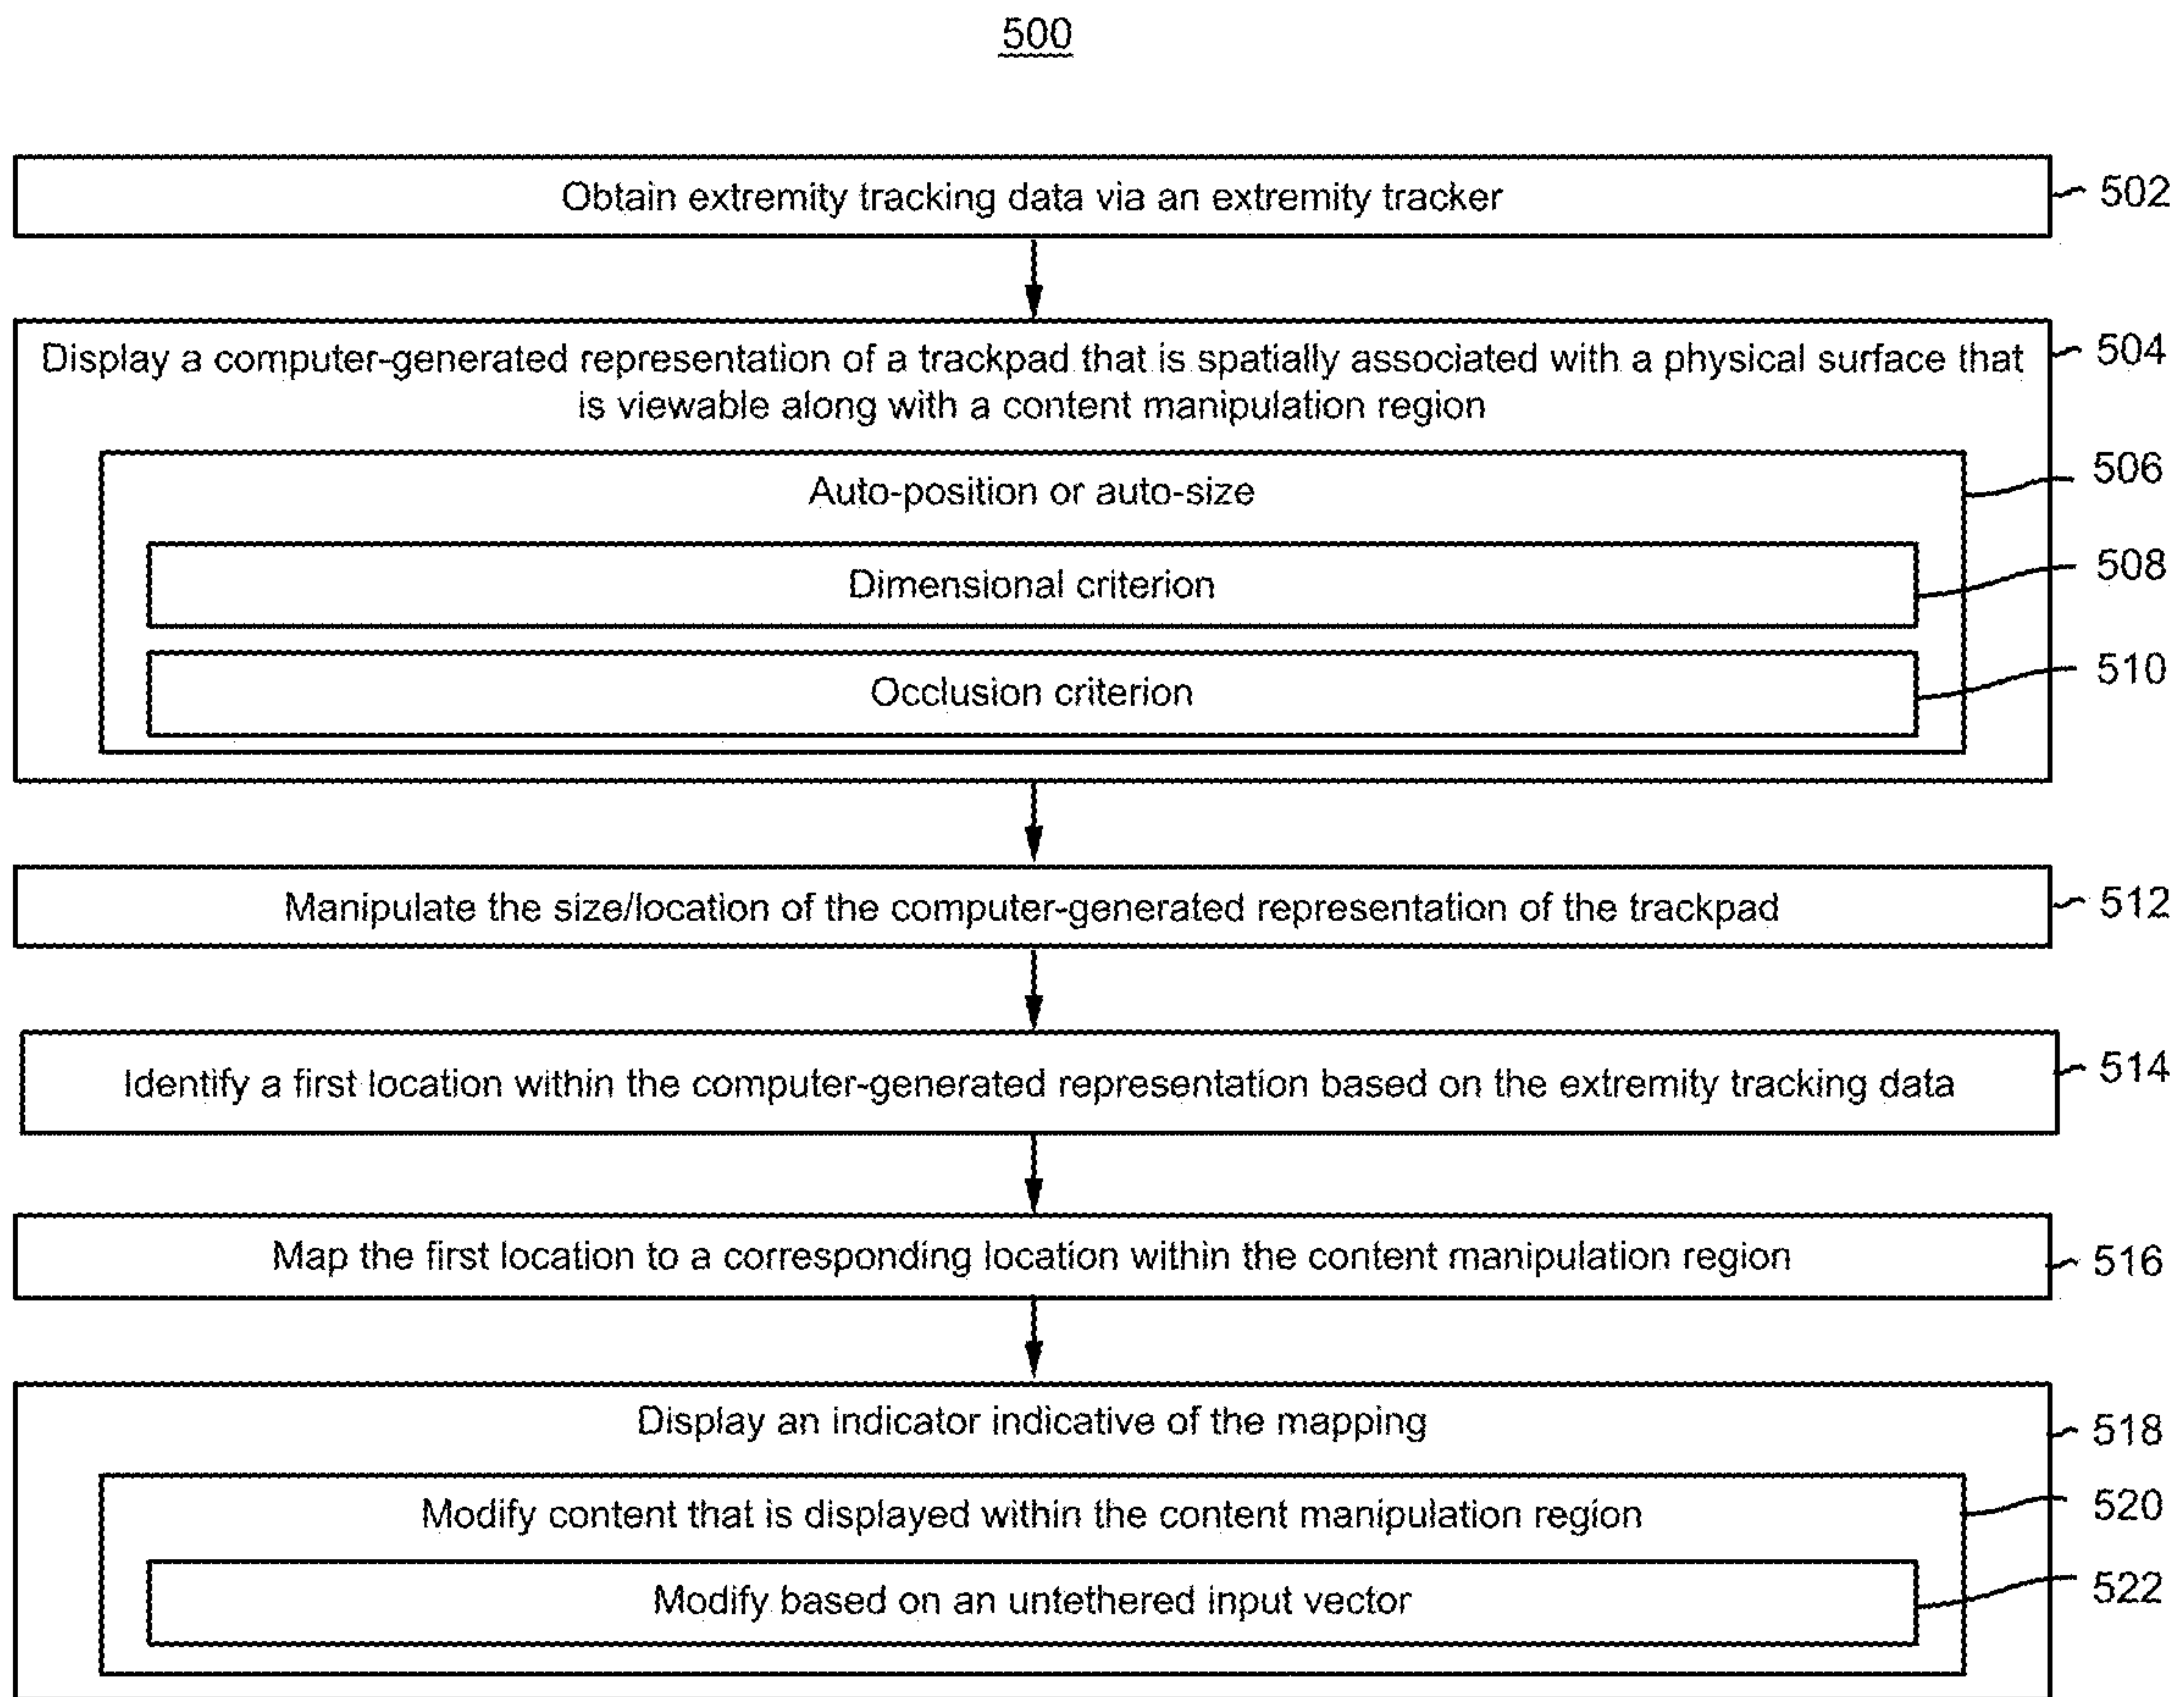 500
Obtain extremity tracking data via an extremity tracker
502
Display a computer-generated representation of a trackpad that is spatially associated with a physical surface that
is viewable along with a content manipulation region
504
Auto-position or auto-size
506
Dimensional criterion
508
Occlusion criterion
510
Manipulate the size/location of the computer-generated representation of the trackpad
512
Identify a first location within the computer-generated representation based on the extremity tracking data
514
Map the first location to a corresponding location within the content manipulation region
516
Display an indicator indicative of the mapping
518
Modify content that is displayed within the content manipulation region
520
Modify based on an untethered input vector
522